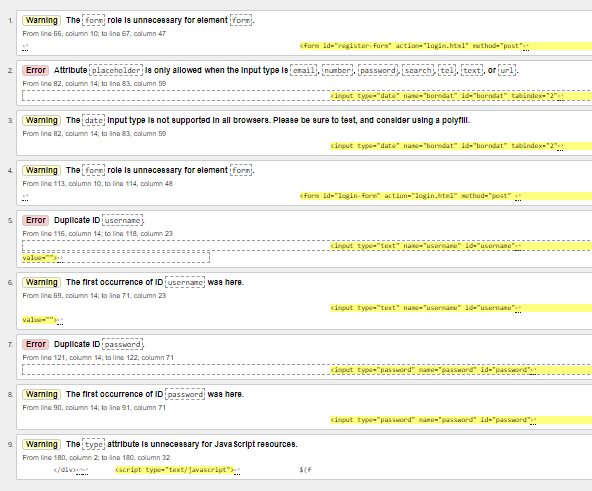 1. Warning The form role is unnecessary for element form.
From line 66, column 10; to line 67, column 47
↩ <form id="register-form" action="login.html" method="post"↩
2. Error Attribute placeholder is only allowed when the input type is email, number, password, search, tel, text, or url.
From line 82, column 14; to line 83, column 59
<input type="date" name="borndat" id="borndat" tabindex="2"↩
3. Warning The date input type is not supported in all browsers. Please be sure to test, and consider using a polyfill.
From line 82, column 14; to line 83, column 59
<input type="date" name="borndat" id="borndat" tabindex="2"↩
4. Warning The form role is unnecessary for element form.
From line 113, column 10; to line 114, column 48
↩ <form id="login-form" action="login.html" method="post" ↩
5. Error Duplicate ID username.
From line 116, column 14; to line 118, column 23
<input type="text" name="username" id="username"↩
value="">↩
6. Warning The first occurrence of ID username was here.
From line 69, column 14; to line 71, column 23
<input type="text" name="username" id="username"↩
value="">↩
7. Error Duplicate ID password.
From line 121, column 14; to line 122, column 71
<input type="password" name="password" id="password"↩
8. Warning The first occurrence of ID password was here.
From line 90, column 14; to line 91, column 71
<input type="password" name="password" id="password"↩
9. Warning The type attribute is unnecessary for JavaScript resources.
From line 180, column 2; to line 180, column 32
</div>↩↩ <script type="text/javascript">↩ $(f